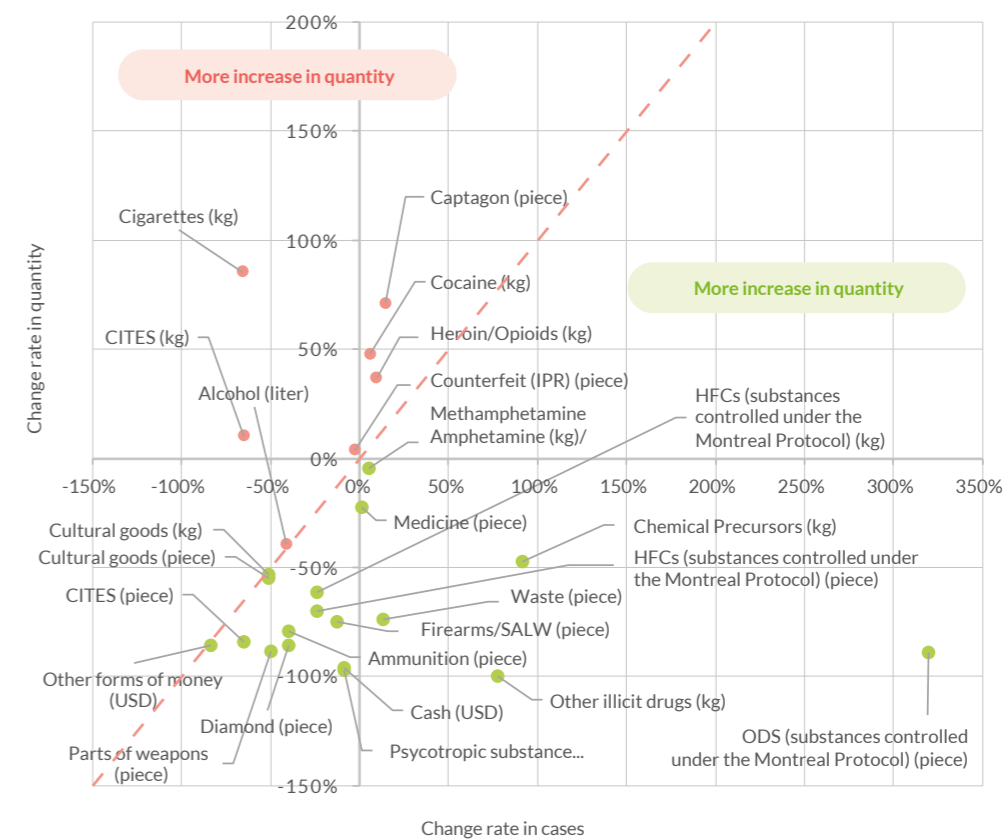 200%
More increase in quantity
150%
Captagon (piece)
Cigarettes (kg)
100%
Cocaine (kg)
More increase in quantity
CITES (kg)
50%
Heroin/Opioids (kg)
Counterfeit (IPR) (piece)
Alcohol (liter)
HFCs (substances
controlled under the
Montreal Protocol) (kg)
Methamphetamine
Amphetamine (kg)/
0%
-150%
-100%
-50%
0%
50%
100%
150%
200%
250%
300%
350%
Cultural goods (kg)
Medicine (piece)
Chemical Precursors (kg)
Cultural goods (piece)
-50%
HFCs (substances controlled under
the Montreal Protocol) (piece)
CITES (piece)
Waste (piece)
Firearms/SALW (piece)
Ammunition (piece)
Other forms of money
(USD)
-100%
Other illicit drugs (kg)
Cash (USD)
Diamond (piece)
ODS (substances controlled
under the Montreal Protocol) (piece)
Parts of weapons
(piece)
Psycotropic substance...
-150%
Change rate in quantity
Change rate in cases